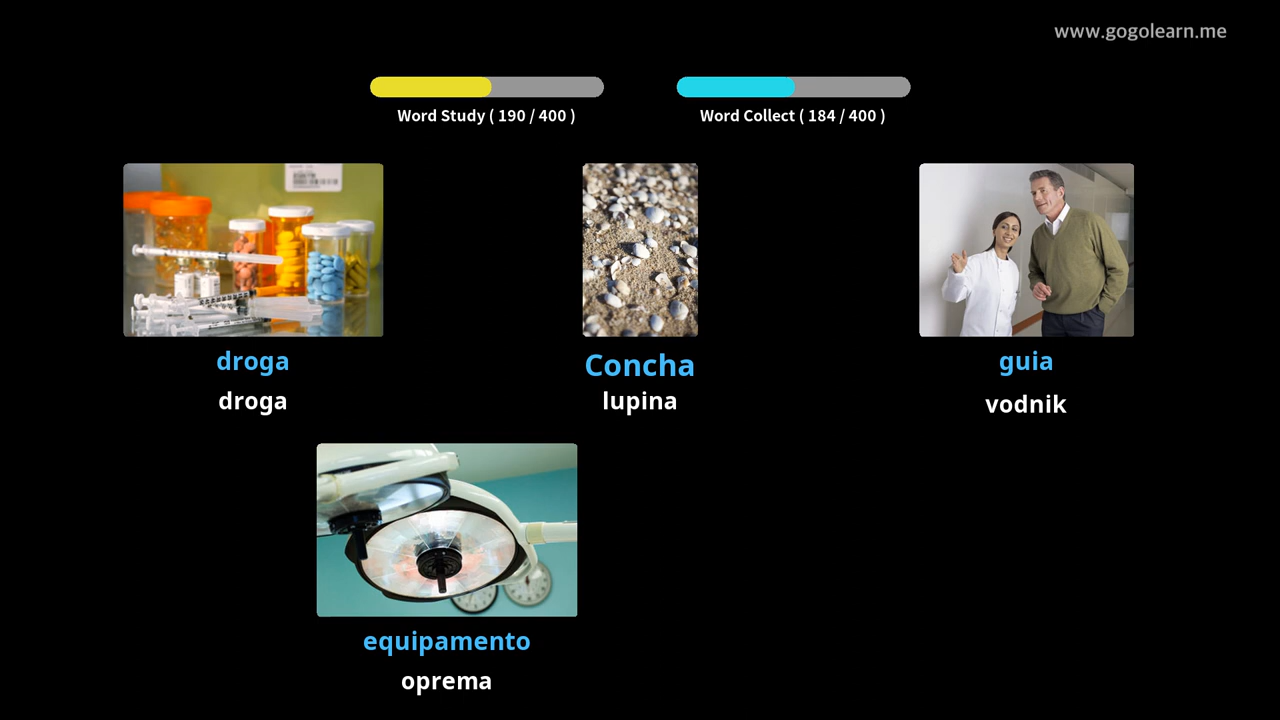 www.gogolearn.me
Word Study ( 190 / 400 )
Word Collect ( 184 / 400 )
droga
droga
Concha
lupina
guia
vodnik
equipamento
oprema